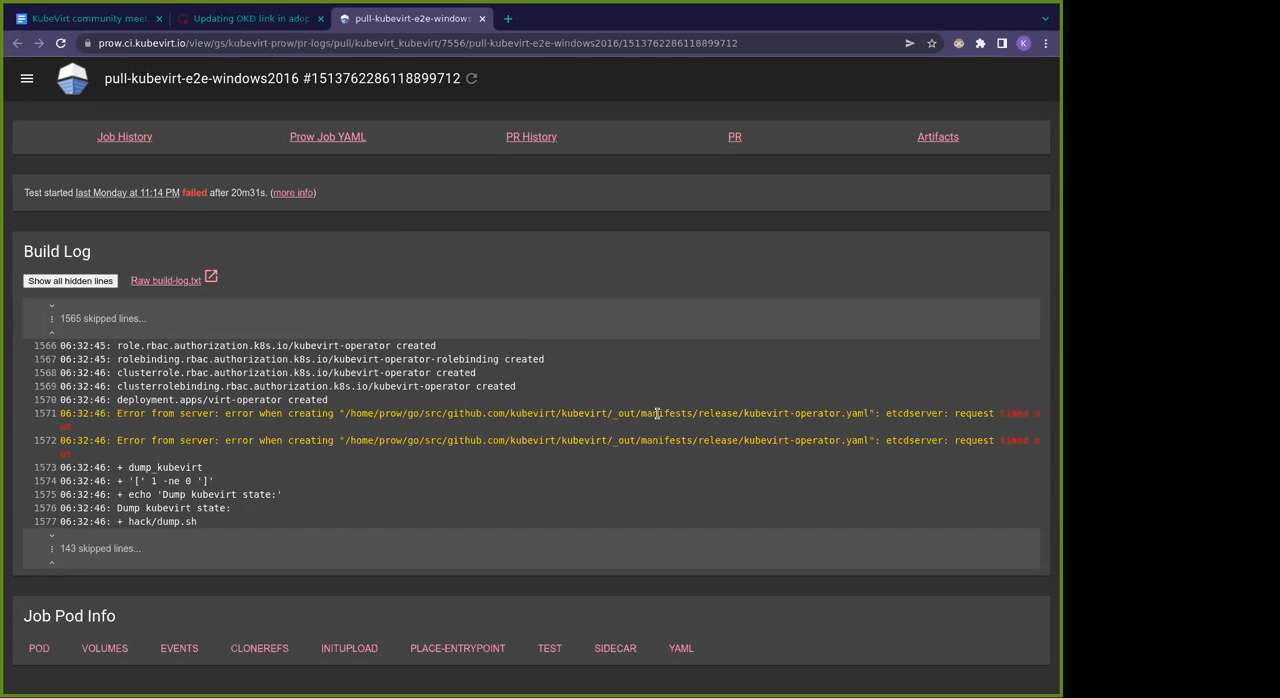 KubeVirt community meet
Updating OKD link in adop
pull-kubevirt-e2e-windows
prow.ci.kubevirt.io/view/gs/kubevirt-prow/pr-logs/pull/kubevirt_kubevirt/7556/pull-kubevirt-e2e-windows2016/1513762286118899712
K
pull-kubevirt-e2e-windows2016 #1513762286118899712
Job History Prow Job YAML PR History PR Artifacts
Test started last Monday at 11:14 PM failed after 20m31s. (more info)
Build Log
Show all hidden lines Raw build-log.txt
1565 skipped lines...
1566 06:32:45: role.rbac.authorization.k8s.io/kubevirt-operator created
1567 06:32:45: rolebinding.rbac.authorization.k8s.io/kubevirt-operator-rolebinding created
1568 06:32:45: clusterrole.rbac.authorization.k8s.io/kubevirt-operator created
1569 06:32:46: clusterrolebinding.rbac.authorization.k8s.io/kubevirt-operator created
1570 06:32:46: deployment.apps/virt-operator created
1571 06:32:46: Error from server: error when creating "/home/prow/go/src/github.com/kubevirt/kubevirt/_out/manifests/release/kubevirt-operator.yaml": etcdserver: request timed o
ut
1572 06:32:46: Error from server: error when creating "/home/prow/go/src/github.com/kubevirt/kubevirt/_out/manifests/release/kubevirt-operator.yaml": etcdserver: request timed o
ut
1573 06:32:46: + dump_kubevirt
1574 06:32:46: + '[' 1 -ne 0 ']'
1575 06:32:46: + echo 'Dump kubevirt state:'
1576 06:32:46: Dump kubevirt state:
1577 06:32:46: + hack/dump.sh
143 skipped lines...
Job Pod Info
POD VOLUMES EVENTS CLONEREFS INITUPLOAD PLACE-ENTRYPOINT TEST SIDECAR YAML